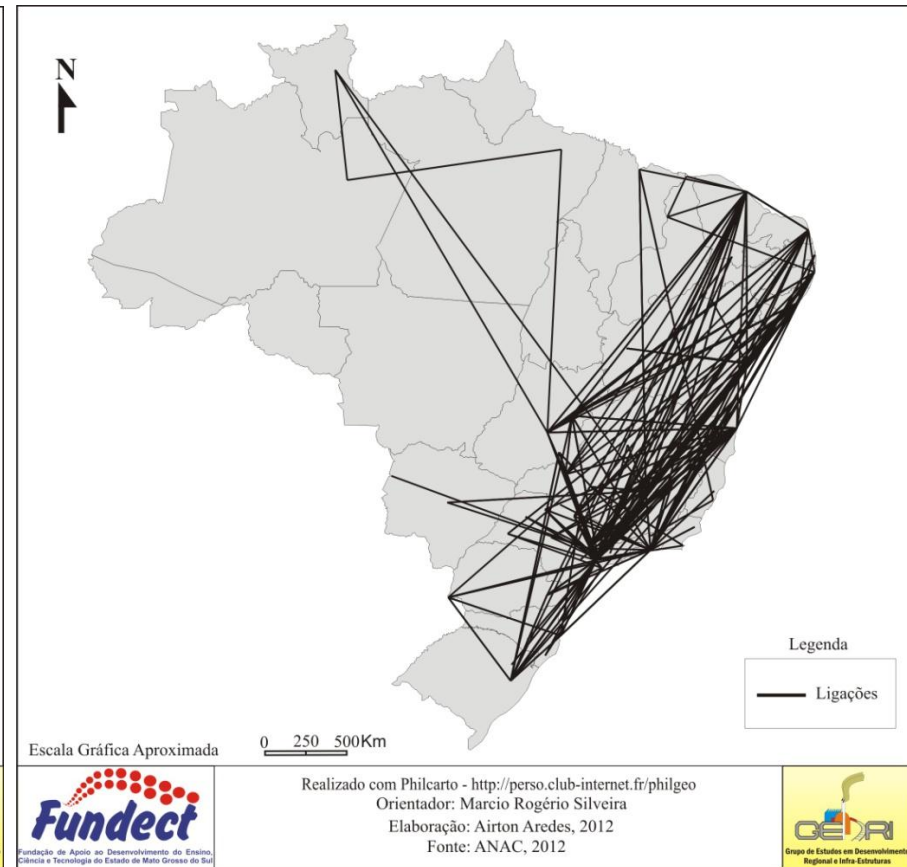 N
Legenda
Ligações
Escala Gráfica Aproximada
0 250 500Km
Fundect
Fundação de Apoio ao Desenvolvimento do Ensino,
Ciência e Tecnologia do Estado de Mato Grosso do Sul
Realizado com Philcarto - http://perso.club-internet.fr/philgeo
Orientador: Marcio Rogério Silveira
Elaboração: Airton Aredes, 2012
Fonte: ANAC, 2012
GEDRI
Grupo de Estudos em Desenvolvimento
Regional e Infra-Estruturas